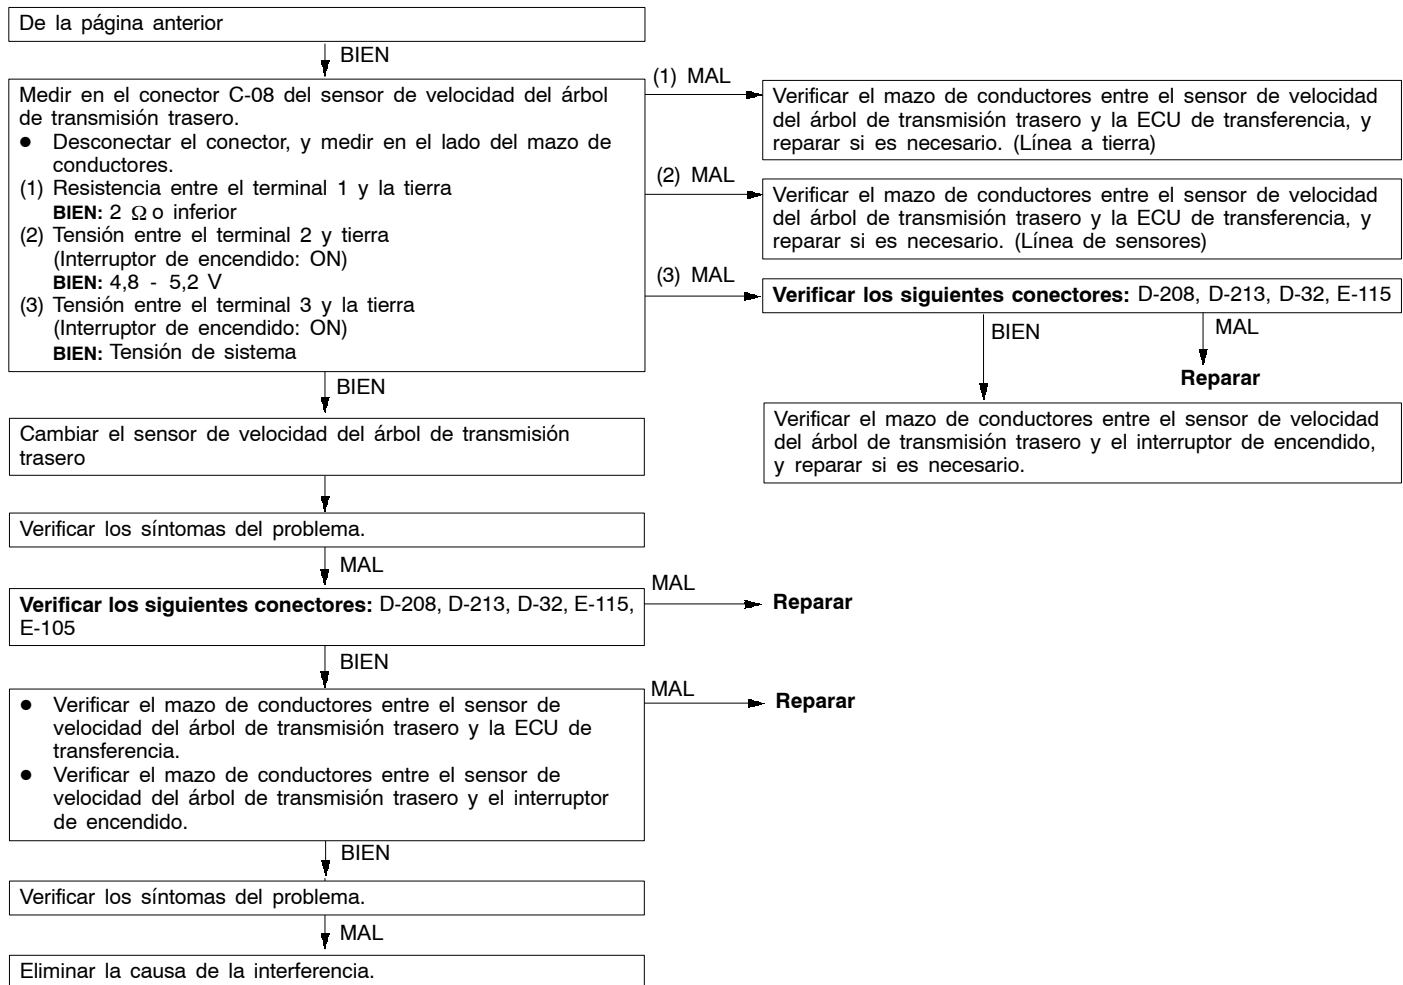 De la página anterior
BIEN
Medir en el conector C-08 del sensor de velocidad del árbol
de transmisión trasero.
● Desconectar el conector, y medir en el lado del mazo de
conductores.
(1) Resistencia entre el terminal 1 y la tierra
BIEN: 2 Ω o inferior
(2) Tensión entre el terminal 2 y tierra
(Interruptor de encendido: ON)
BIEN: 4,8 - 5,2 V
(3) Tensión entre el terminal 3 y la tierra
(Interruptor de encendido: ON)
BIEN: Tensión de sistema
(1) MAL
Verificar el mazo de conductores entre el sensor de velocidad
del árbol de transmisión trasero y la ECU de transferencia, y
reparar si es necesario. (Línea a tierra)
(2) MAL
Verificar el mazo de conductores entre el sensor de velocidad
del árbol de transmisión trasero y la ECU de transferencia, y
reparar si es necesario. (Línea de sensores)
(3) MAL
Verificar los siguientes conectores: D-208, D-213, D-32, E-115
BIEN
MAL
Reparar
Verificar el mazo de conductores entre el sensor de velocidad
del árbol de transmisión trasero y el interruptor de encendido,
y reparar si es necesario.
BIEN
Cambiar el sensor de velocidad del árbol de transmisión
trasero
Verificar los síntomas del problema.
MAL
Verificar los siguientes conectores: D-208, D-213, D-32, E-115,
E-105
MAL
Reparar
BIEN
● Verificar el mazo de conductores entre el sensor de
velocidad del árbol de transmisión trasero y la ECU de
transferencia.
● Verificar el mazo de conductores entre el sensor de
velocidad del árbol de transmisión trasero y el interruptor
de encendido.
MAL
Reparar
BIEN
Verificar los síntomas del problema.
MAL
Eliminar la causa de la interferencia.